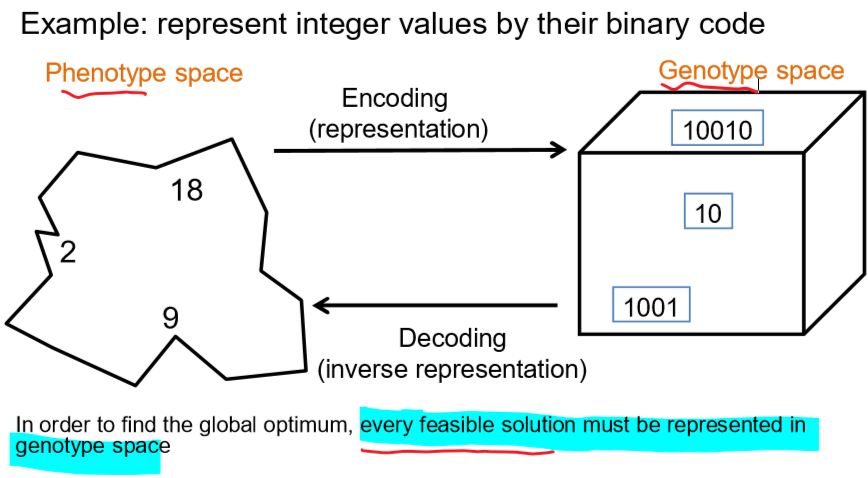 Example: represent integer values by their binary code
Phenotype space
Genotype space
Encoding
(representation)
10010
18
10
2
1001
9
Decoding
(inverse representation)
In order to find the global optimum, every feasible solution must be represented in
genotype space